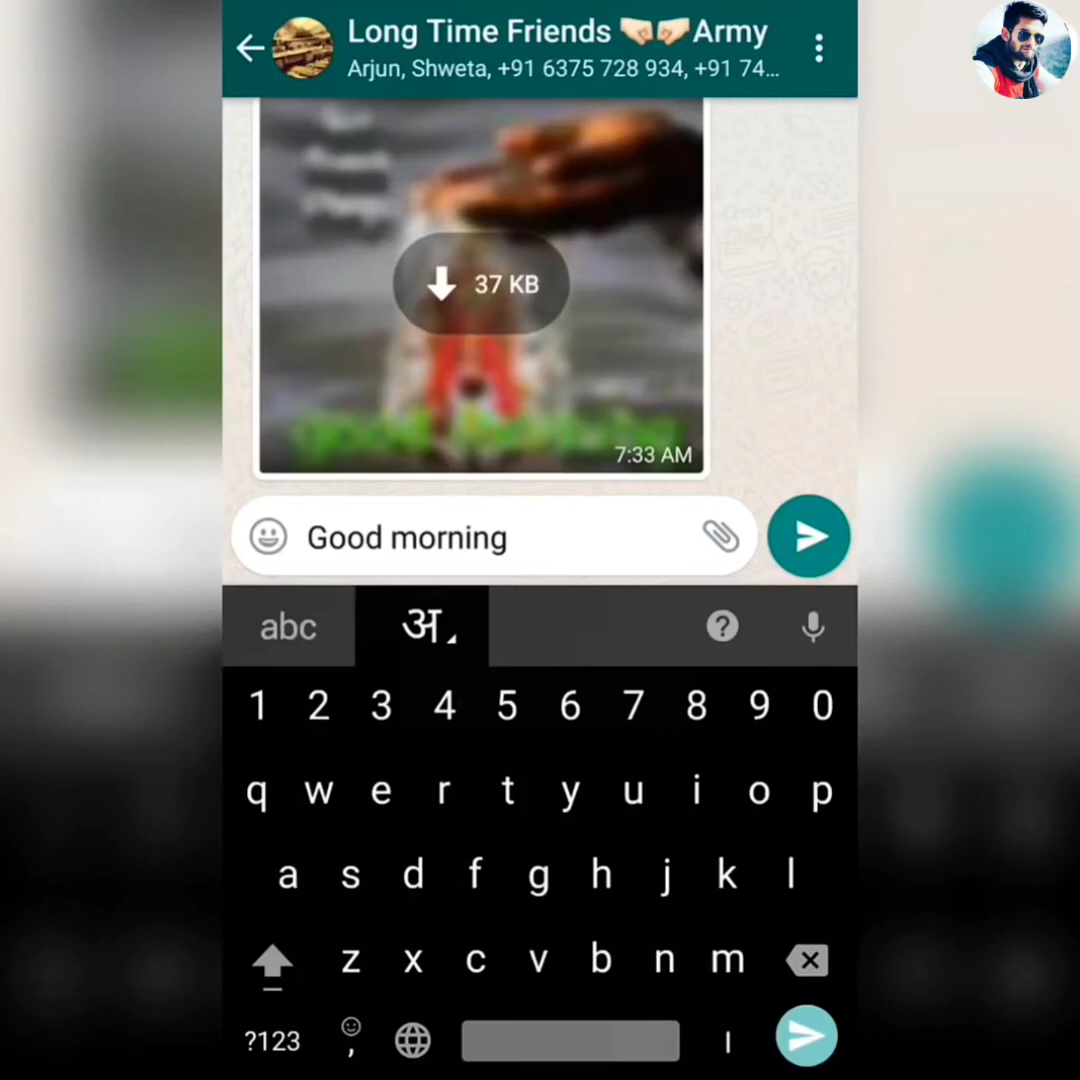 Long Time Friends 🤜🤛Army
Arjun, Shweta, +91 6375 728 934, +91 74...
37 KB
7:33 AM
Good morning
abc अ ?
1 2 3 4 5 6 7 8 9 0
q w e r t y u i o p
a s d f g h j k l
z x c v b n m
?123 , ।